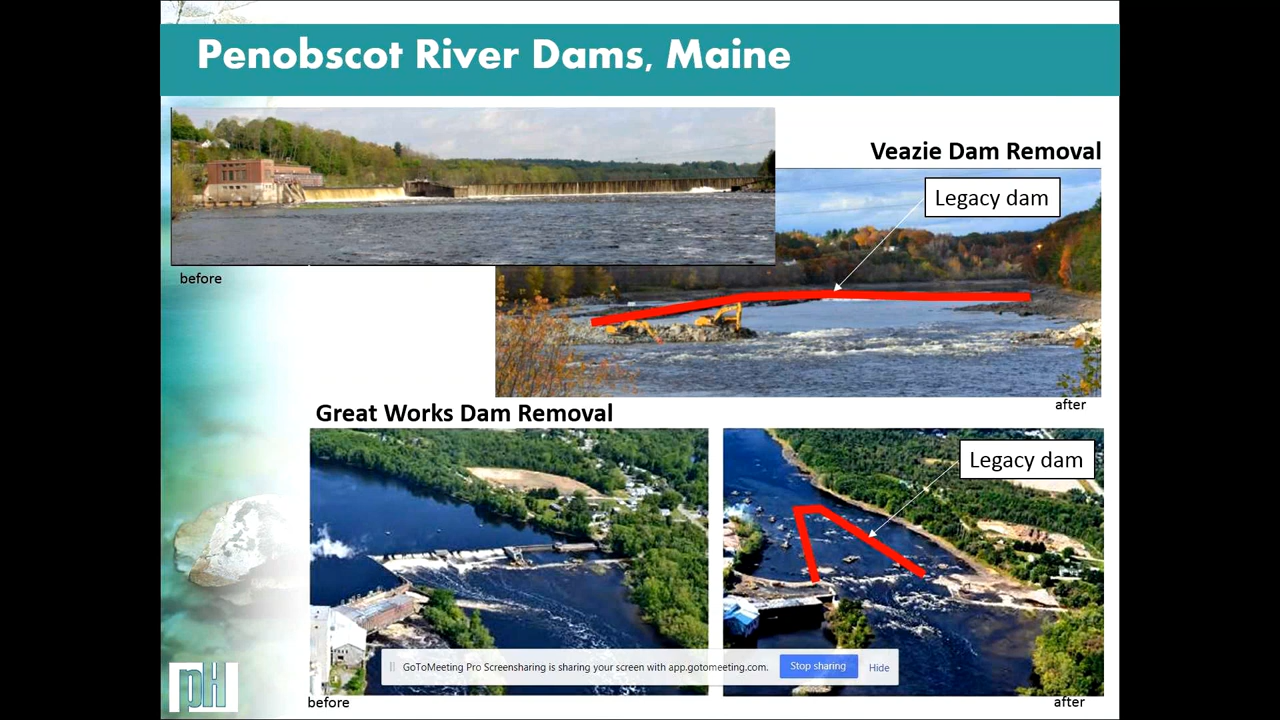 Penobscot River Dams, Maine
Veazie Dam Removal
Legacy dam
before
after
Great Works Dam Removal
Legacy dam
GoToMeeting Pro Screensharing is sharing your screen with app.gotomeeting.com.
Stop sharing
Hide
before
after
pH